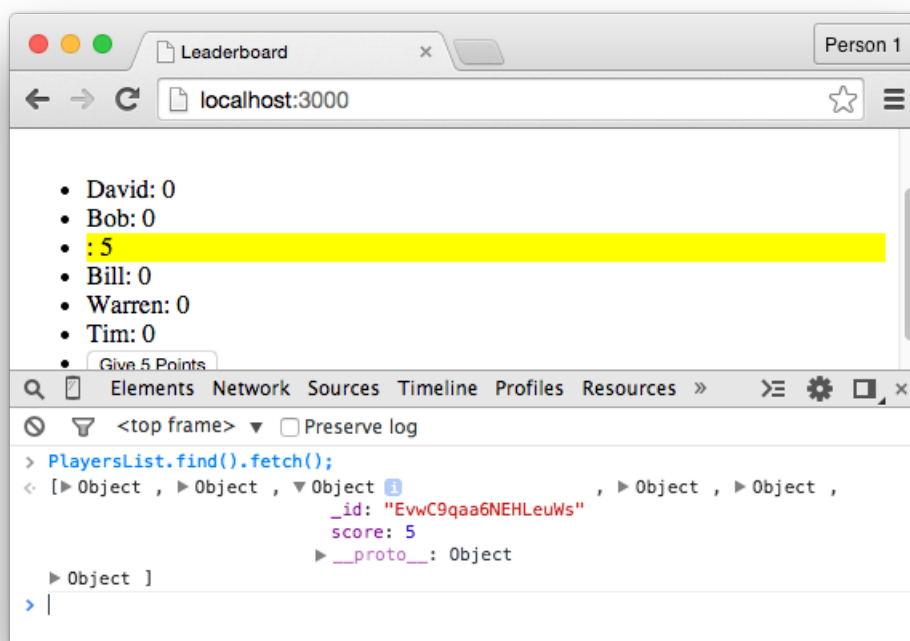 Leaderboard
Person 1
localhost:3000
David: 0
Bob: 0
: 5
Bill: 0
Warren: 0
Tim: 0
Give 5 Points
Elements Network Sources Timeline Profiles Resources »
<top frame> ▼ Preserve log
> PlayersList.find().fetch();
[▶Object , ▶Object , ▼Object i , ▶Object , ▶Object ,
_id: "EvwC9qaa6NEHLeuWs"
score: 5
▶__proto__: Object
▶Object ]
>